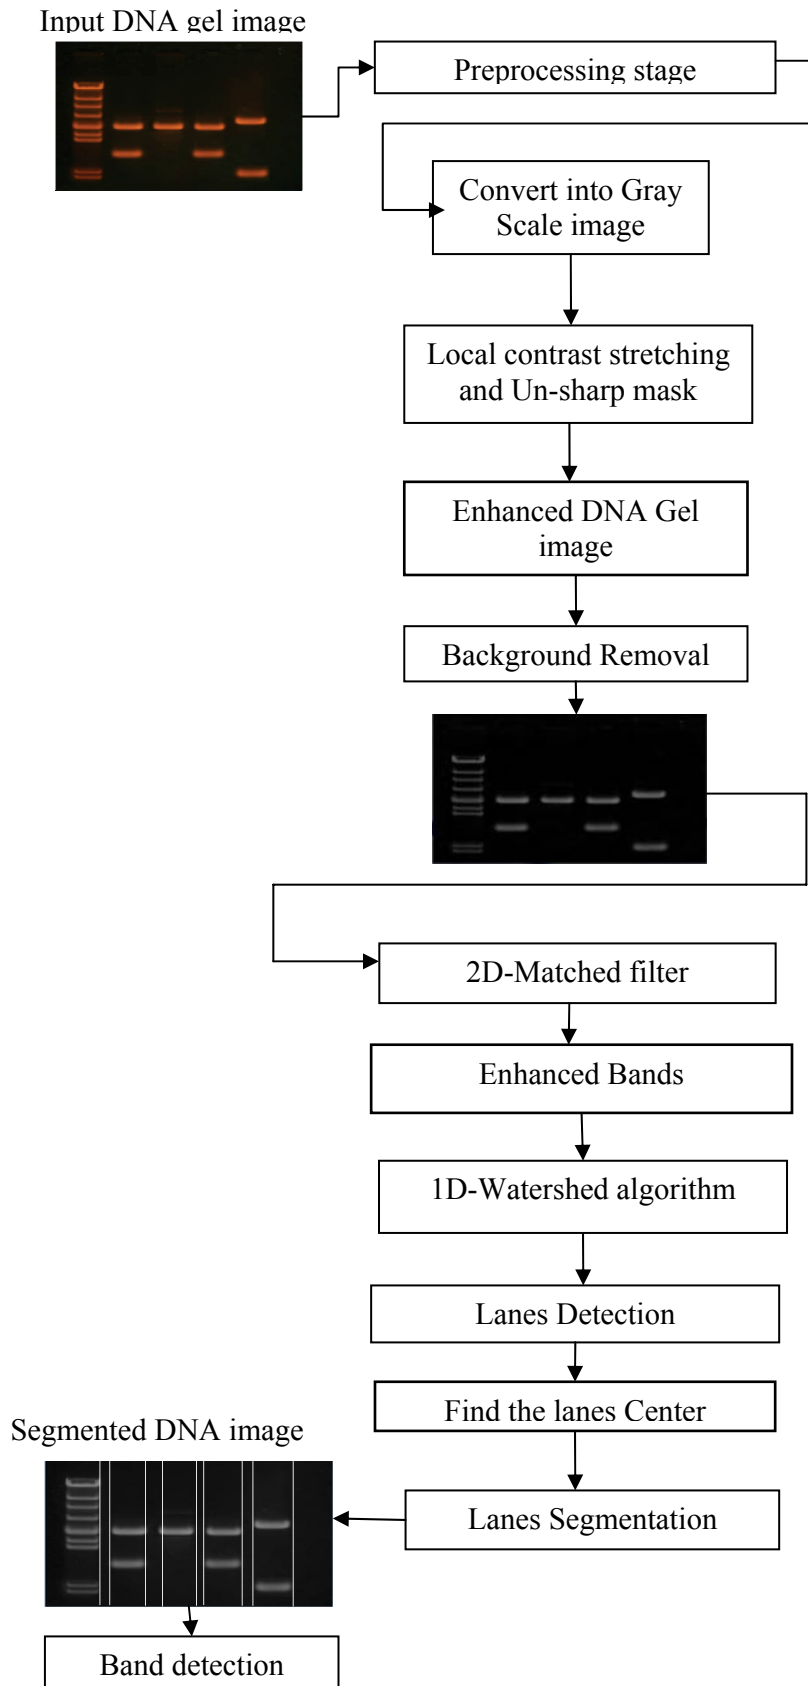 Input DNA gel image
Preprocessing stage
Convert into Gray
Scale image
Local contrast stretching
and Un-sharp mask
Enhanced DNA Gel
image
Background Removal
2D-Matched filter
Enhanced Bands
1D-Watershed algorithm
Lanes Detection
Find the lanes Center
Segmented DNA image
Lanes Segmentation
Band detection